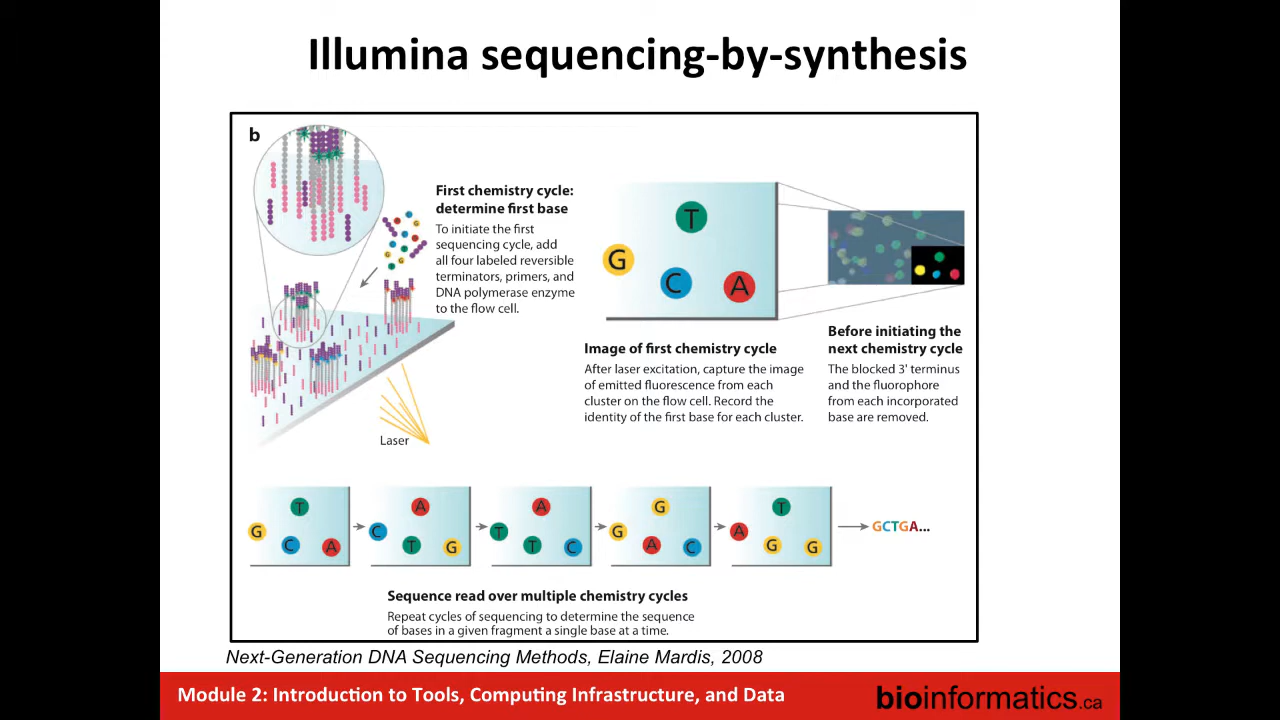 Illumina sequencing-by-synthesis
b
First chemistry cycle:
determine first base
To initiate the first
sequencing cycle, add
all four labeled reversible
terminators, primers, and
DNA polymerase enzyme
to the flow cell.
Laser
T
G
C
A
Image of first chemistry cycle
After laser excitation, capture the image
of emitted fluorescence from each
cluster on the flow cell. Record the
identity of the first base for each cluster.
Before initiating the
next chemistry cycle
The blocked 3' terminus
and the fluorophore
from each incorporated
base are removed.
T
G
C
A
A
C
T
G
A
T
T
C
G
G
A
C
T
A
G
G
GCTGA...
Sequence read over multiple chemistry cycles
Repeat cycles of sequencing to determine the sequence
of bases in a given fragment a single base at a time.
Next-Generation DNA Sequencing Methods, Elaine Mardis, 2008
Module 2: Introduction to Tools, Computing Infrastructure, and Data
bioinformatics.ca